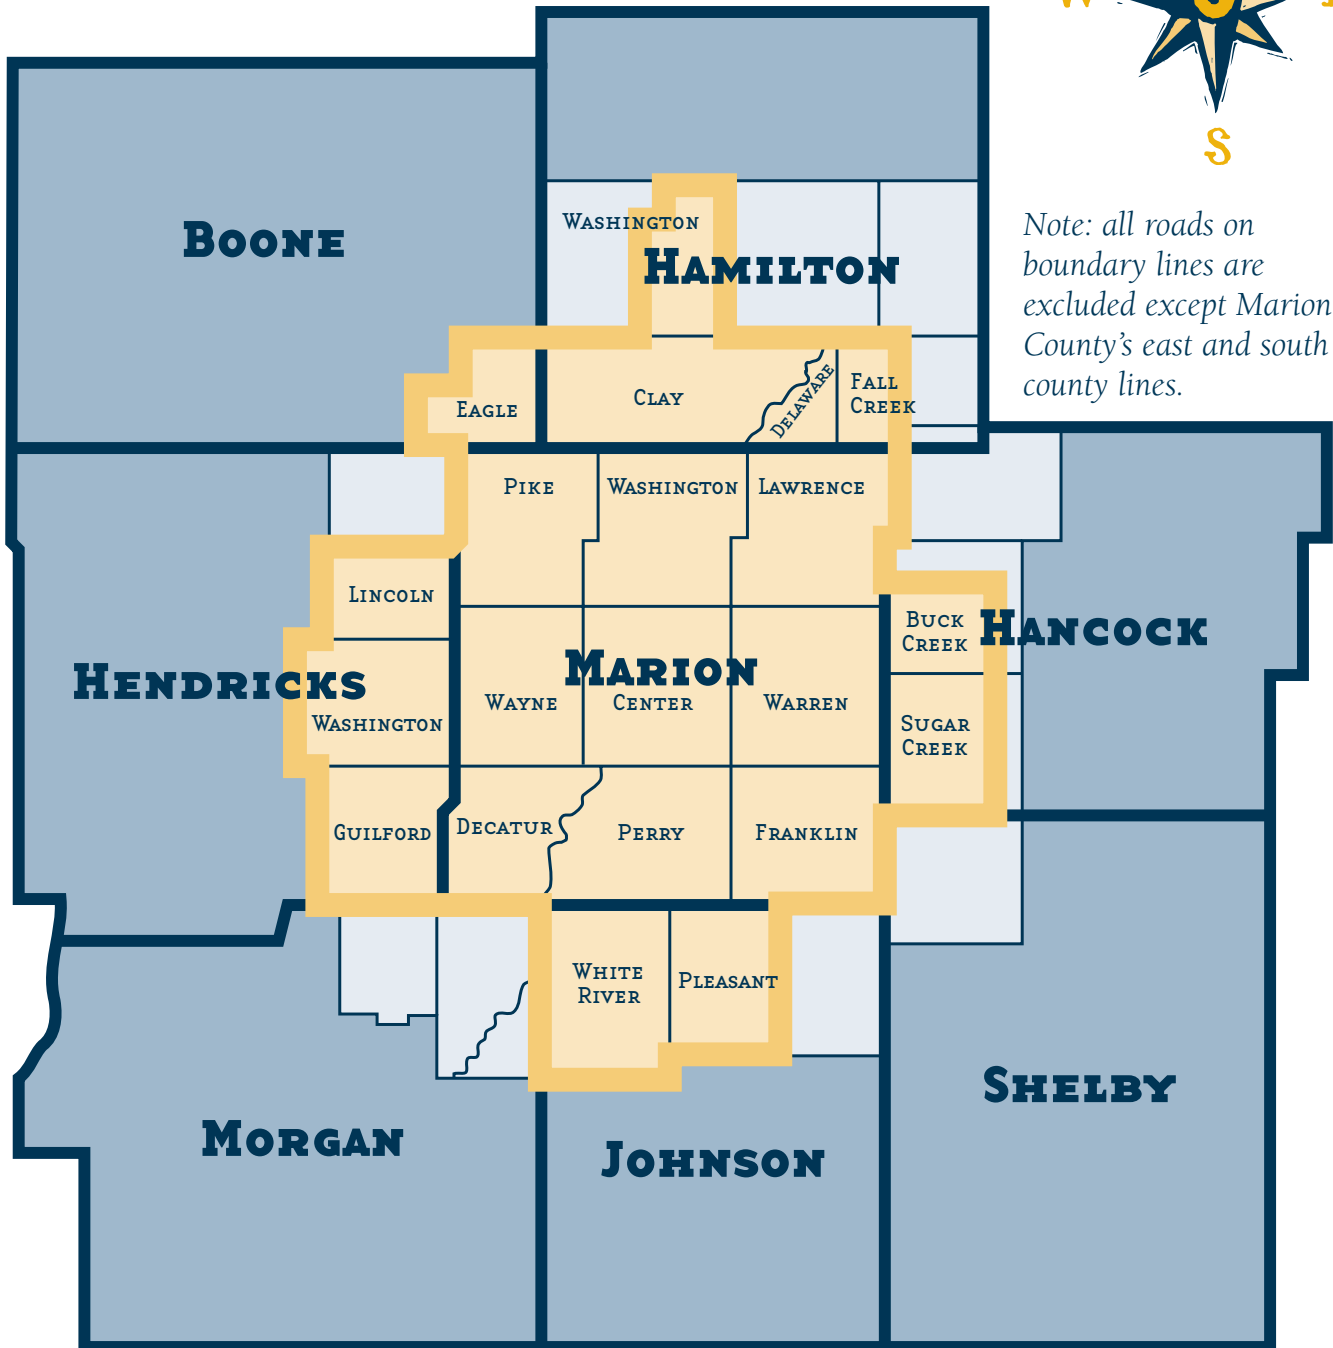 W
S
Note: all roads on
boundary lines are
excluded except Marion
County's east and south
county lines.
Boone
Washington
Hamilton
Eagle
Clay
Delaware
Fall
Creek
Pike
Washington
Lawrence
Lincoln
Buck
Creek
Hancock
Hendricks
Marion
Washington
Wayne
Center
Warren
Sugar
Creek
Guilford
Decatur
Perry
Franklin
White
River
Pleasant
Morgan
Johnson
Shelby